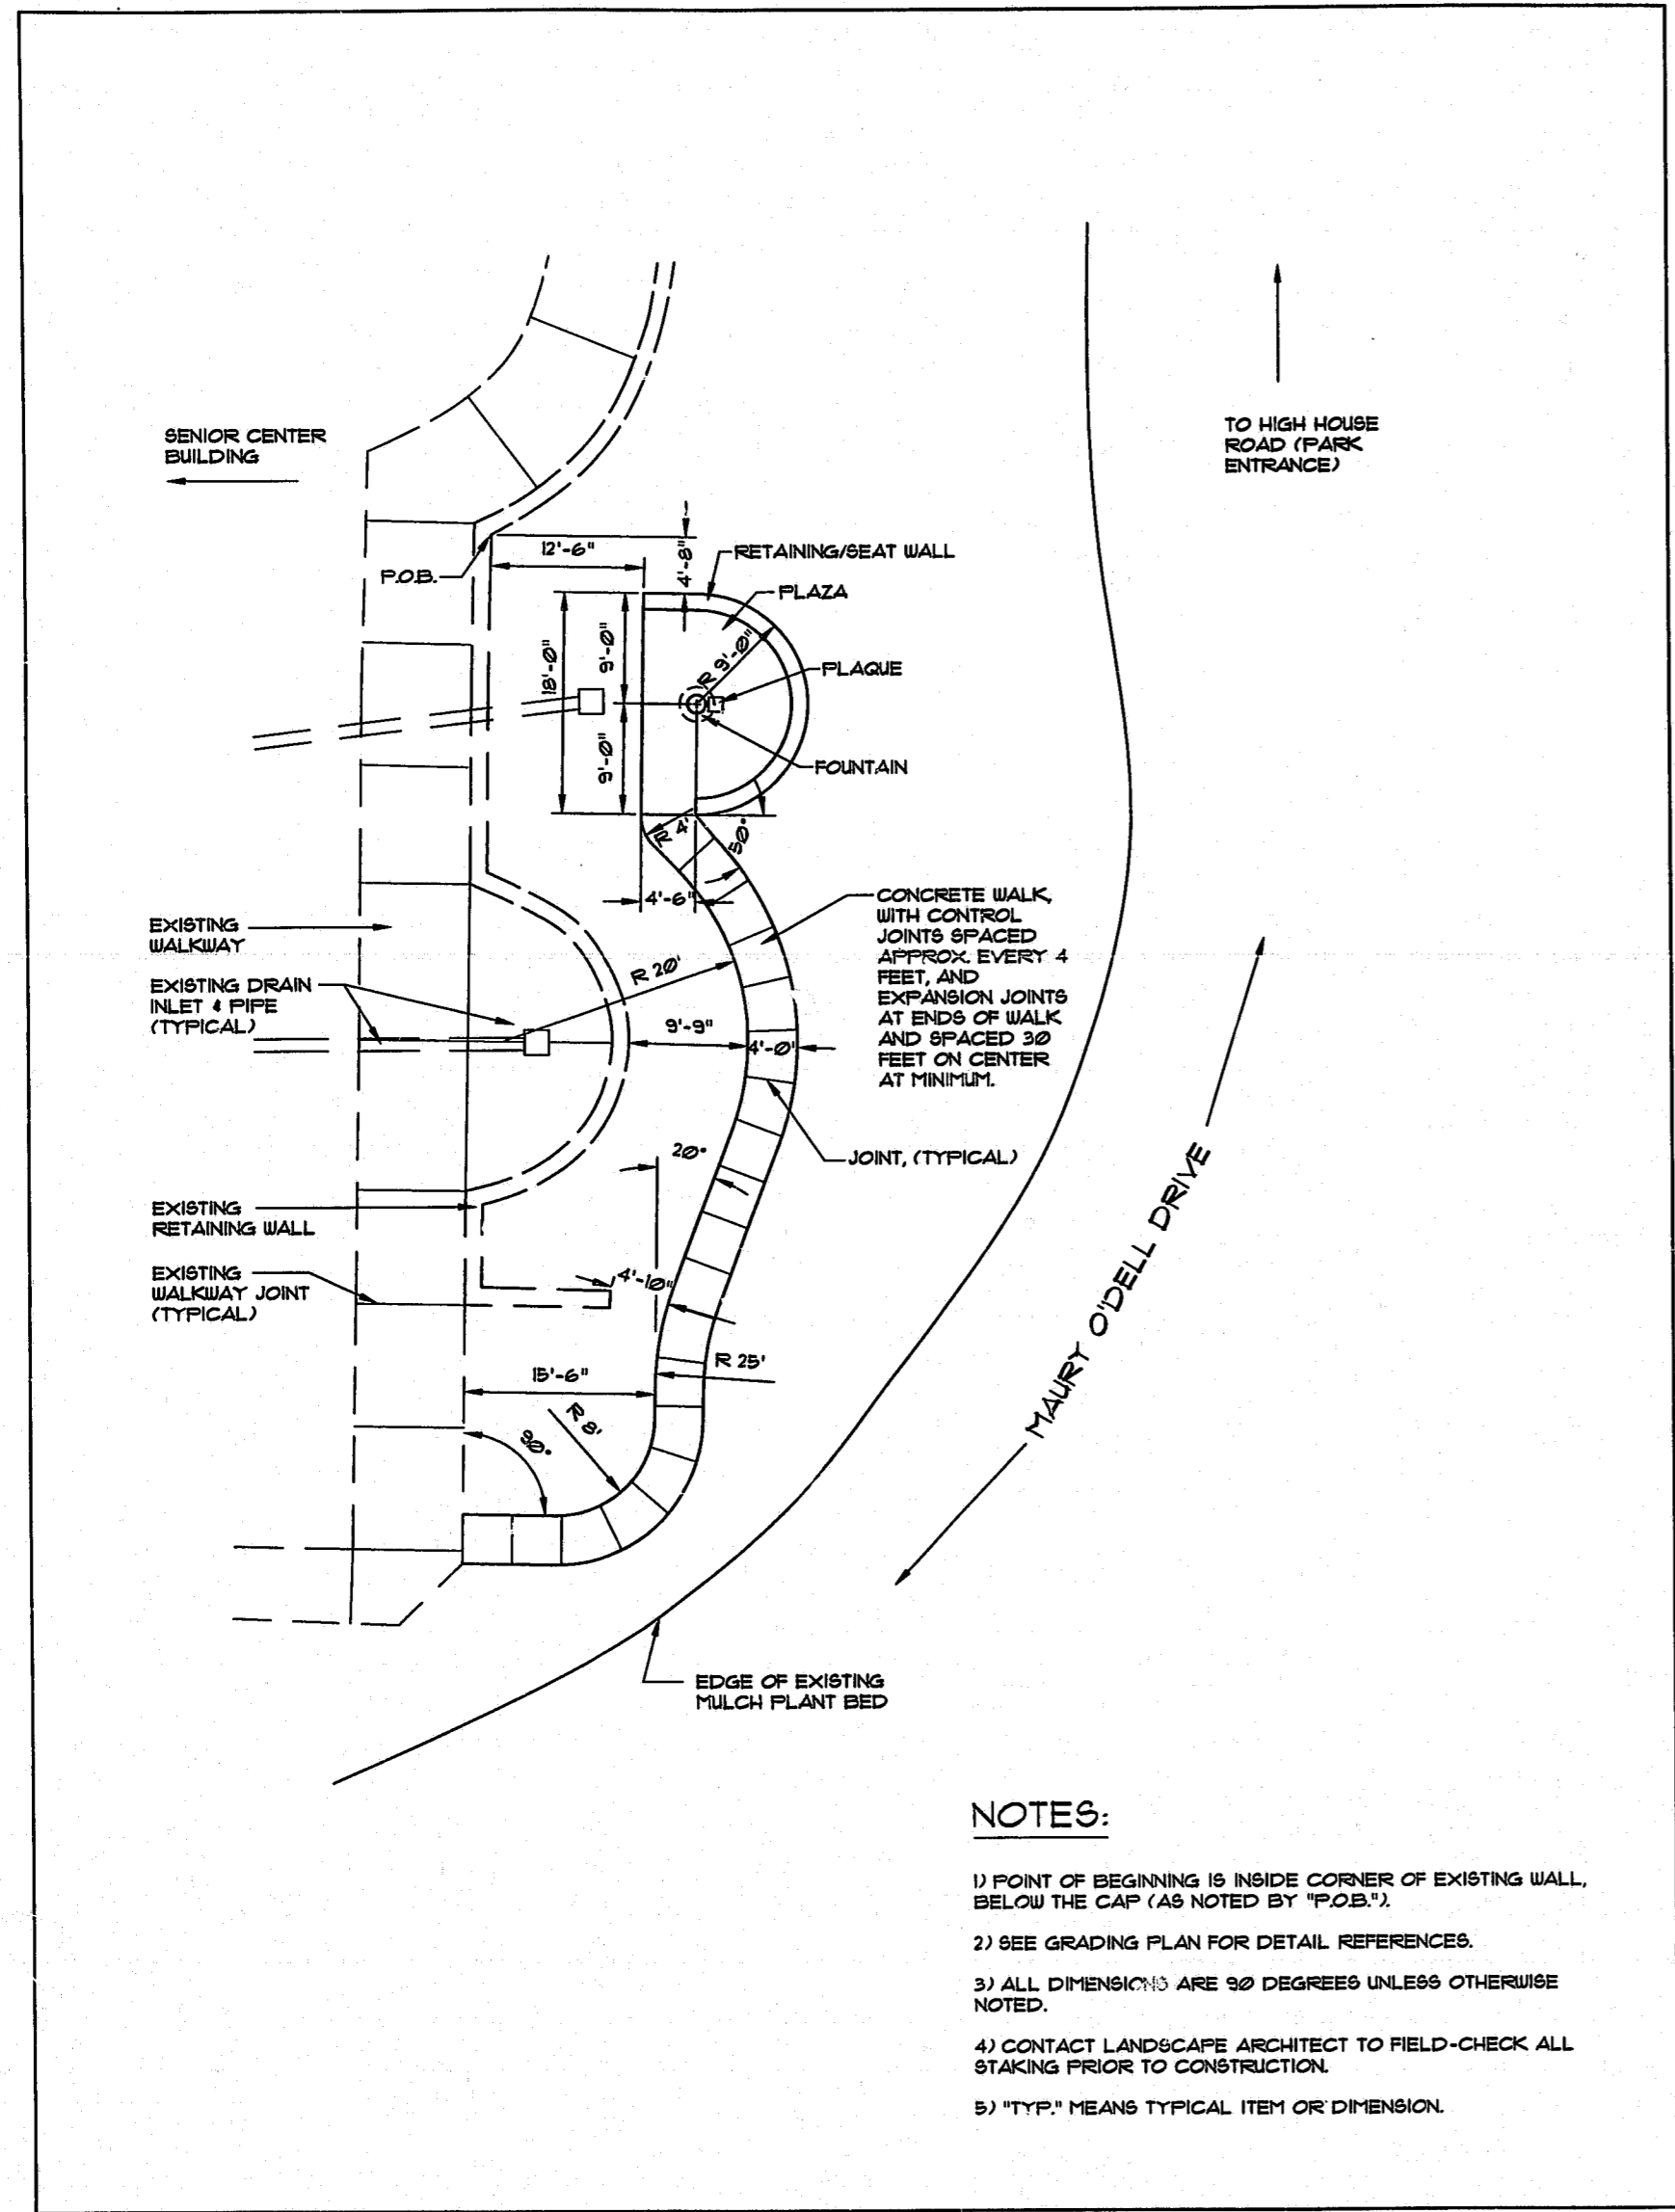 SENIOR CENTER
BUILDING
TO HIGH HOUSE
ROAD (PARK
ENTRANCE)
P.O.B.
12'-6"
4'-8"
RETAINING/SEAT WALL
PLAZA
18'-0"
9'-0"
R 9'-0"
PLAQUE
9'-0"
FOUNTAIN
R 4'
50°
4'-6"
CONCRETE WALK,
WITH CONTROL
JOINTS SPACED
APPROX. EVERY 4
FEET, AND
EXPANSION JOINTS
AT ENDS OF WALK
AND SPACED 30
FEET ON CENTER
AT MINIMUM.
EXISTING
WALKWAY
EXISTING DRAIN
INLET & PIPE
(TYPICAL)
R 20'
9'-9"
4'-0"
JOINT, (TYPICAL)
20°
EXISTING
RETAINING WALL
EXISTING
WALKWAY JOINT
(TYPICAL)
4'-10"
MAURY O'DELL DRIVE
R 25'
15'-6"
R 8'
90°
EDGE OF EXISTING
MULCH PLANT BED
NOTES:
1) POINT OF BEGINNING IS INSIDE CORNER OF EXISTING WALL,
BELOW THE CAP (AS NOTED BY "P.O.B.").
2) SEE GRADING PLAN FOR DETAIL REFERENCES.
3) ALL DIMENSIONS ARE 90 DEGREES UNLESS OTHERWISE
NOTED.
4) CONTACT LANDSCAPE ARCHITECT TO FIELD-CHECK ALL
STAKING PRIOR TO CONSTRUCTION.
5) "TYP." MEANS TYPICAL ITEM OR DIMENSION.